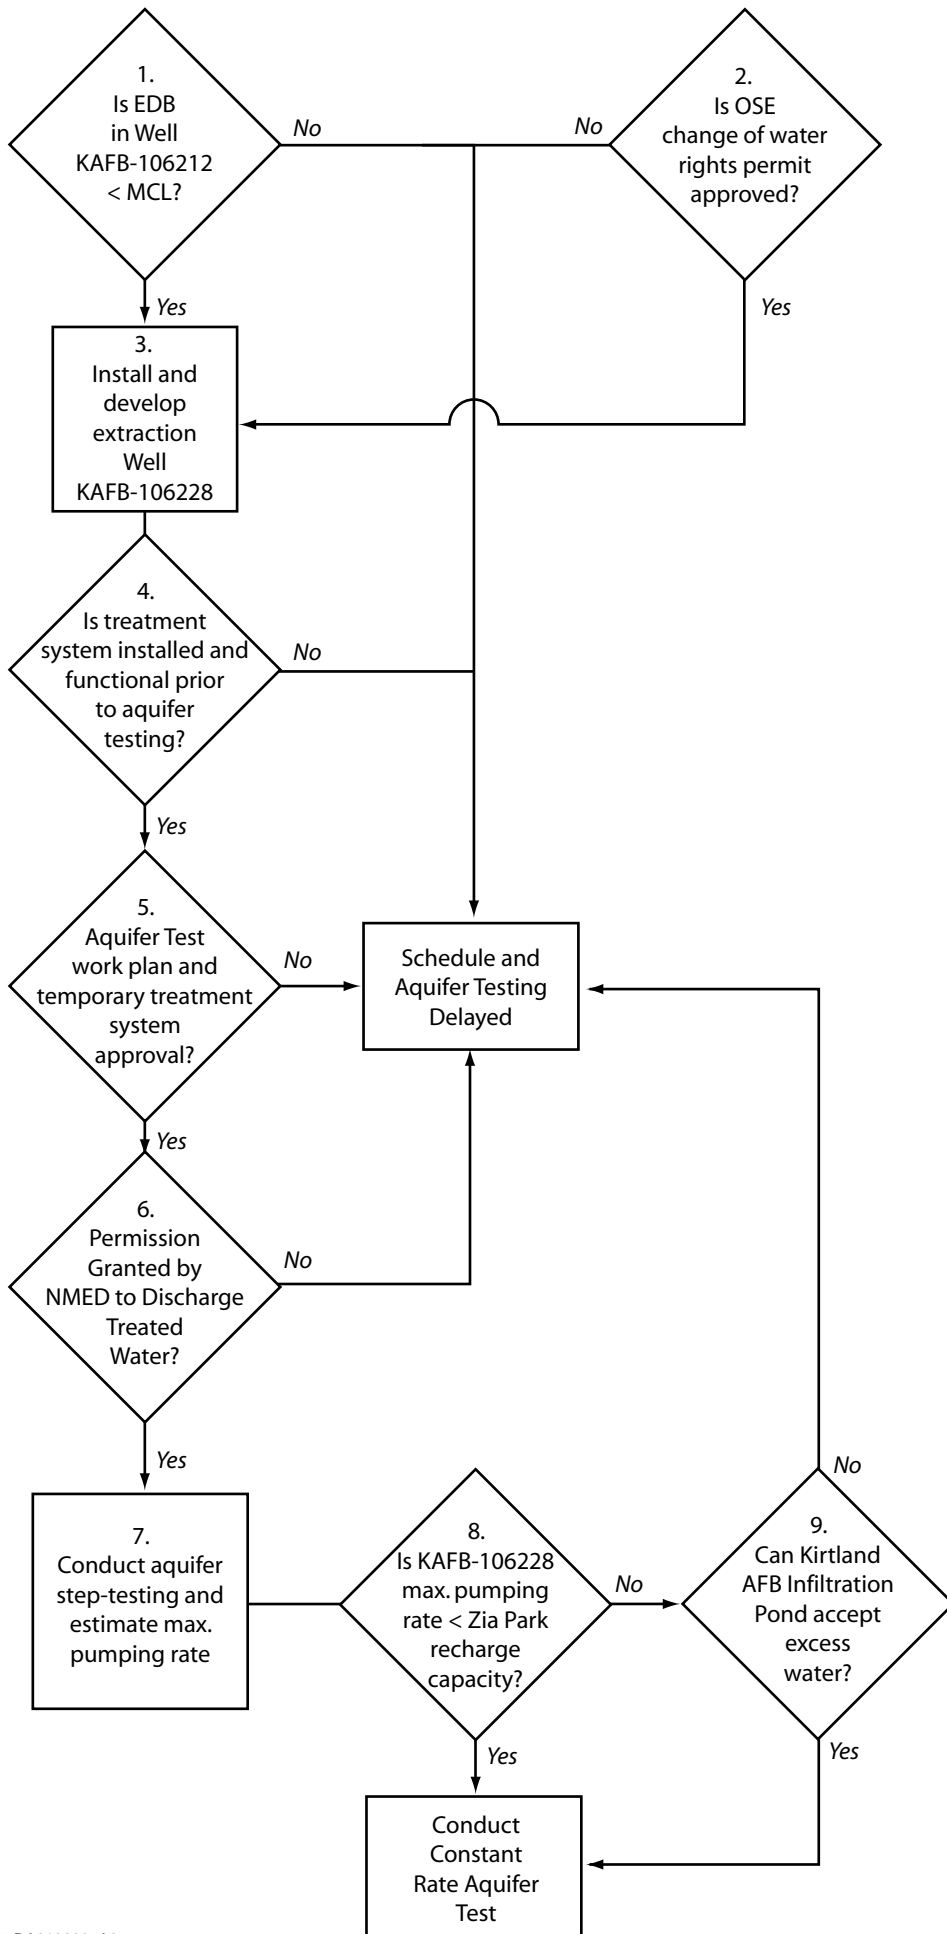 1.
Is EDB
in Well
KAFB-106212
< MCL?
No
No
2.
Is OSE
change of water
rights permit
approved?
Yes
Yes
3.
Install and
develop
extraction
Well
KAFB-106228
4.
Is treatment
system installed and
functional prior
to aquifer
testing?
No
Yes
5.
Aquifer Test
work plan and
temporary treatment
system
approval?
No
Schedule and
Aquifer Testing
Delayed
Yes
6.
Permission
Granted by
NMED to Discharge
Treated
Water?
No
Yes
7.
Conduct aquifer
step-testing and
estimate max.
pumping rate
8.
Is KAFB-106228
max. pumping
rate < Zia Park
recharge
capacity?
No
No
9.
Can Kirtland
AFB Infiltration
Pond accept
excess
water?
Yes
Yes
Conduct
Constant
Rate Aquifer
Test